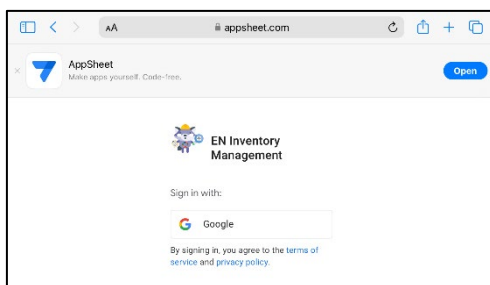 AA
appsheet.com
AppSheet
Make apps yourself. Code-free.
Open
EN Inventory
Management
Sign in with:
Google
By signing in, you agree to the terms of
service and privacy policy.